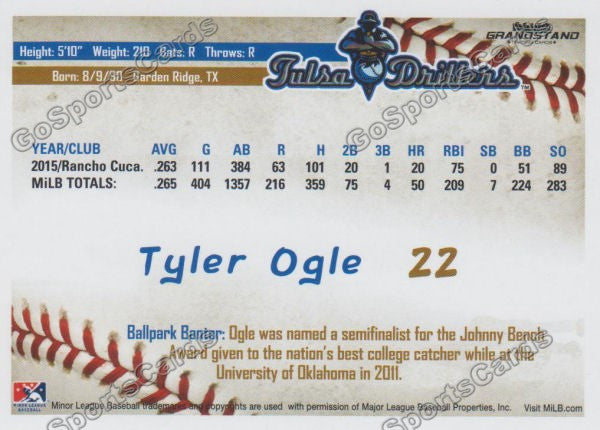 GRANDSTAND
Height: 5'10" Weight: 210 Bats: R Throws: R
Born: 8/9/90 Garden Ridge, TX
Tulsa Drillers
YEAR/CLUB AVG G AB R H 2B 3B HR RBI SB BB SO
2015/Rancho Cuca. .263 111 384 63 101 20 1 20 75 0 51 89
MiLB TOTALS: .265 404 1357 216 359 75 4 50 209 7 224 283
Tyler Ogle 22
Ballpark Banter: Ogle was named a semifinalist for the Johnny Bench
Award given to the nation's best college catcher while at the
University of Oklahoma in 2011.
MINOR LEAGUE
BASEBALL
Minor League Baseball trademarks and copyrights are used with permission of Major League Baseball Properties, Inc. Visit MiLB.com
GoSportsCards
GoSportsCards
GoSportsCards
GoSportsCards
GoSportsCards